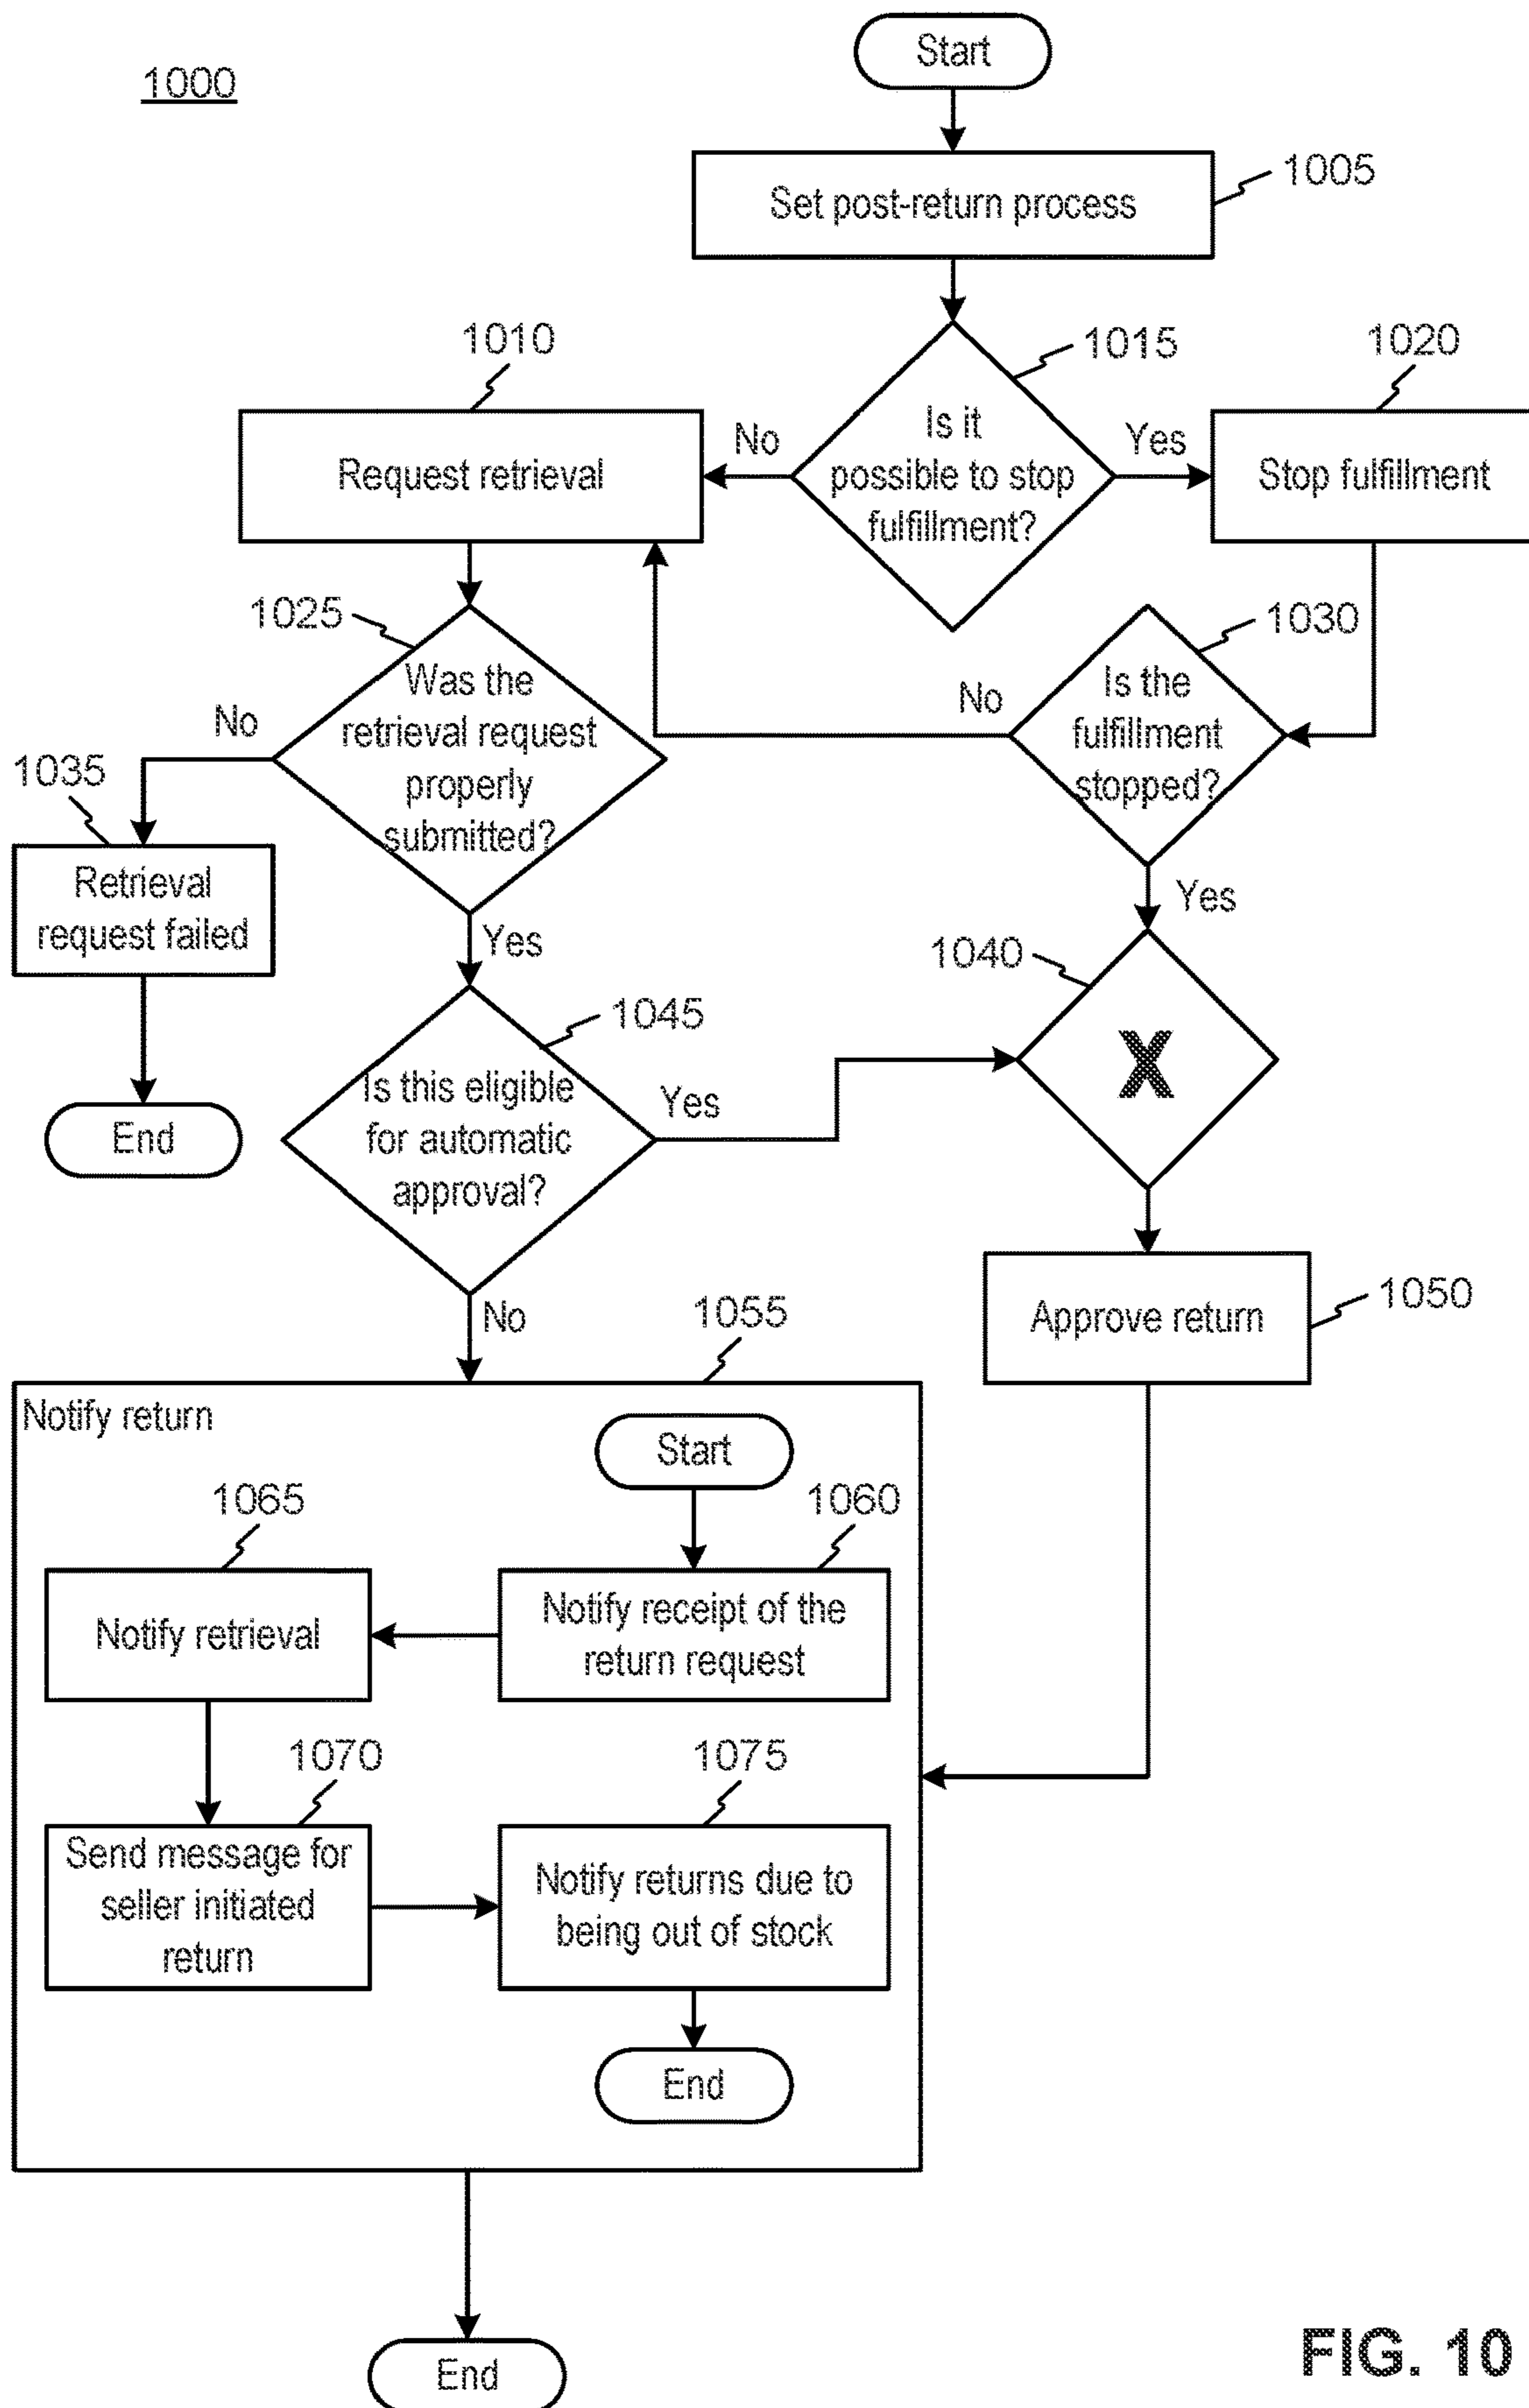 1000
Start
1005
Set post-return process
1010
1015
1020
Request retrieval
No
Is it
possible to stop
fulfillment?
Yes
Stop fulfillment
1025
Was the
retrieval request
properly
submitted?
No
1030
Is the
fulfillment
stopped?
No
1035
Retrieval
request failed
Yes
Yes
1040
X
End
1045
Is this eligible
for automatic
approval?
Yes
No
1050
Approve return
1055
Notify return
Start
1065
1060
Notify retrieval
Notify receipt of the
return request
1070
1075
Send message for
seller initiated
return
Notify returns due to
being out of stock
End
End
FIG. 10